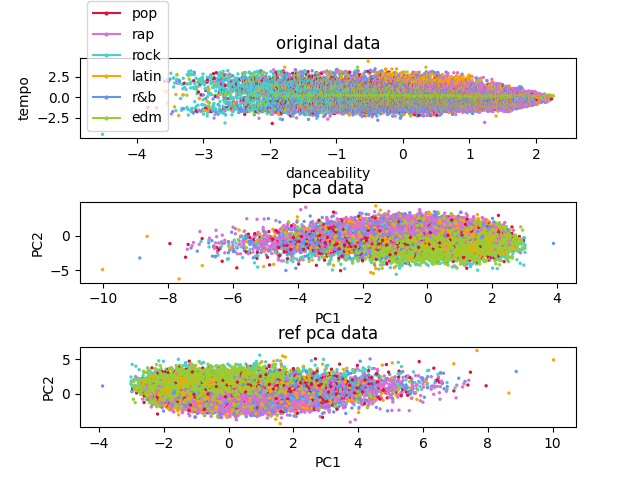 pop
rap
rock
latin
r&b
edm
original data
tempo
2.5
0.0
−2.5
−4 −3 −2 −1 0 1 2
danceability
pca data
PC2
0
−5
−10 −8 −6 −4 −2 0 2 4
PC1
ref pca data
PC2
5
0
−4 −2 0 2 4 6 8 10
PC1